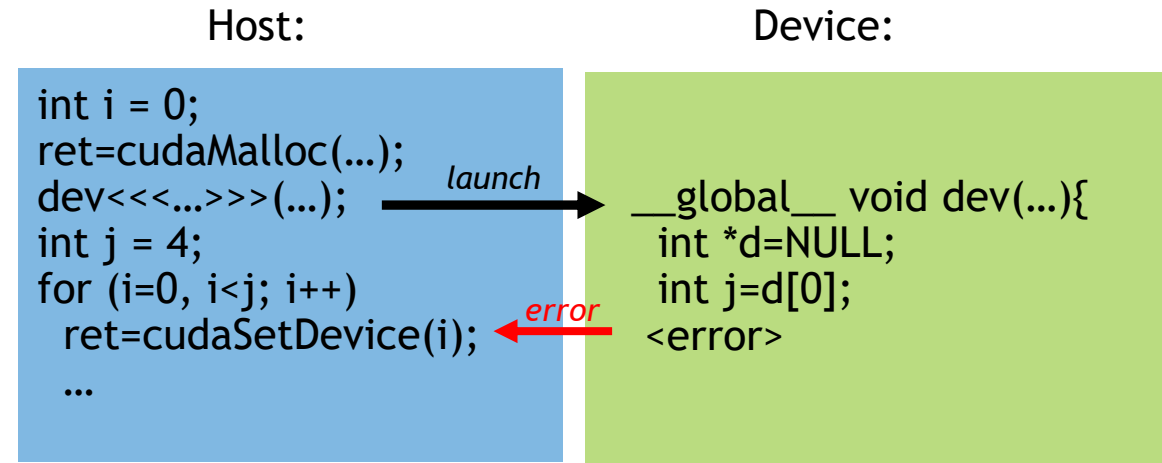 Host:
int i = 0;
ret=cudaMalloc(…);
dev<<<…>>>(…);
int j = 4;
for (i=0, i<j; i++)
ret=cudaSetDevice(i);
…
launch
error
Device:
__global__ void dev(…){
int *d=NULL;
int j=d[0];
<error>